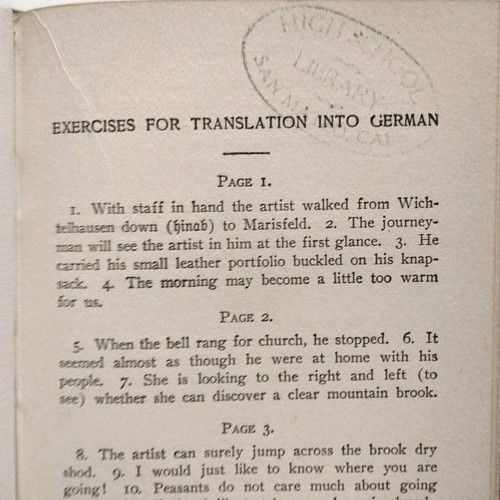 HIGH SCHOOL
LIBRARY
SAN CAL
EXERCISES FOR TRANSLATION INTO GERMAN
PAGE 1.
1. With staff in hand the artist walked from Wich-
telhausen down (hinab) to Marisfeld. 2. The journey-
man will see the artist in him at the first glance. 3. He
carried his small leather portfolio buckled on his knap-
sack. 4. The morning may become a little too warm
for us.
PAGE 2.
5. When the bell rang for church, he stopped. 6. It
seemed almost as though he were at home with his
people. 7. She is looking to the right and left (to
see) whether she can discover a clear mountain brook.
PAGE 3.
8. The artist can surely jump across the brook dry
shod. 9. I would just like to know where you are
going! 10. Peasants do not care much about going